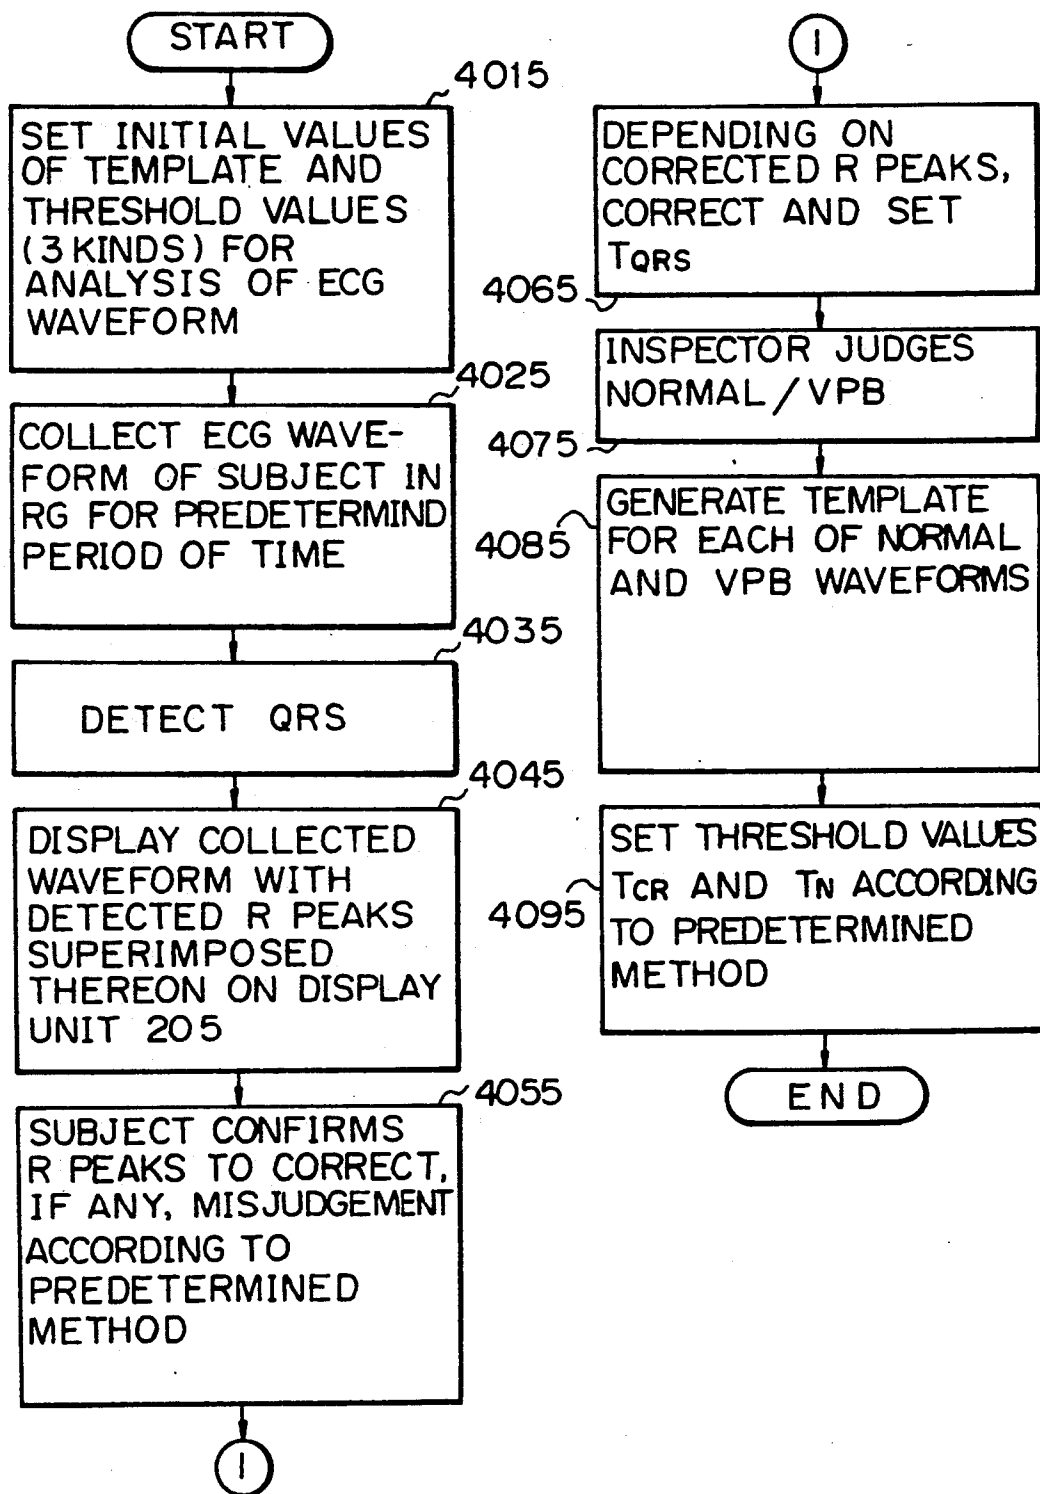 START
4015
SET INITIAL VALUES
OF TEMPLATE AND
THRESHOLD VALUES
(3 KINDS) FOR
ANALYSIS OF ECG
WAVEFORM
4025
COLLECT ECG WAVE-
FORM OF SUBJECT IN
RG FOR PREDETERMIND
PERIOD OF TIME
4035
DETECT QRS
4045
DISPLAY COLLECTED
WAVEFORM WITH
DETECTED R PEAKS
SUPERIMPOSED
THEREON ON DISPLAY
UNIT 205
4055
SUBJECT CONFIRMS
R PEAKS TO CORRECT,
IF ANY, MISJUDGEMENT
ACCORDING TO
PREDETERMINED
METHOD
1
1
DEPENDING ON
CORRECTED R PEAKS,
CORRECT AND SET
TQRS
4065
INSPECTOR JUDGES
NORMAL / VPB
4075
GENERATE TEMPLATE
FOR EACH OF NORMAL
AND VPB WAVEFORMS
4085
SET THRESHOLD VALUES
TCR AND TN ACCORDING
TO PREDETERMINED
METHOD
4095
END